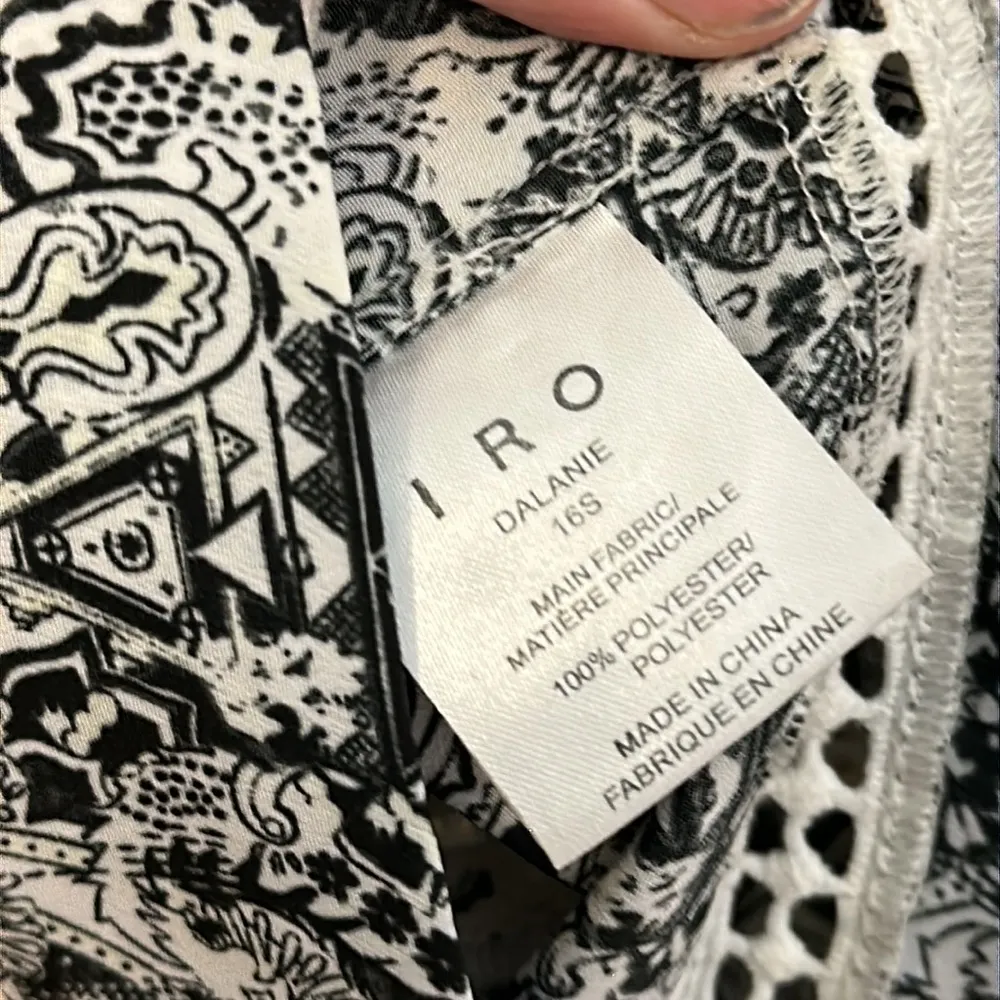 IRO
DALANIE
16S
MAIN FABRIC/
MATIÈRE PRINCIPALE
100% POLYESTER/
POLYESTER
MADE IN CHINA
FABRIQUE EN CHINE